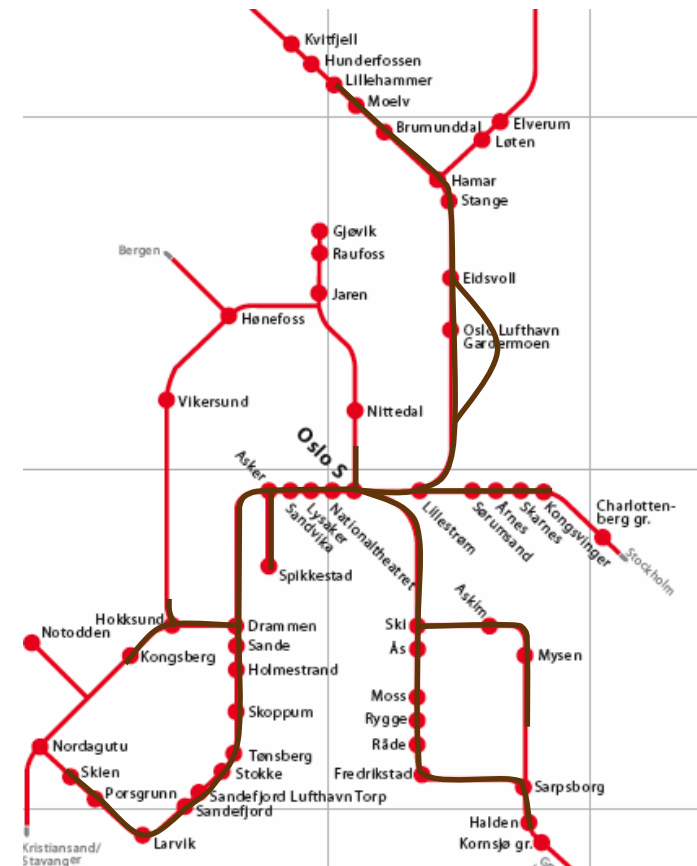 Kvitfjell
Hunderfossen
Lillehammer
Moelv
Brumunddal
Elverum
Løten
Hamar
Stange
Gjøvik
Raufoss
Bergen
Eidsvoll
Jaren
Hønefoss
Oslo Lufthavn
Gardermoen
Vikersund
Nittedal
Oslo S
Asker
Sandvika
Lysaker
Nationaltheatret
Lillestrøm
Sørumsand
Årnes
Skarnes
Kongsvinger
Charlotten-
berg gr.
Stockholm
Spikkestad
Hokksund
Drammen
Ski
Askim
Notodden
Sande
Ås
Kongsberg
Mysen
Holmestrand
Moss
Skoppum
Rygge
Råde
Nordagutu
Tønsberg
Skien
Stokke
Fredrikstad
Porsgrunn
Sandefjord Lufthavn Torp
Sarpsborg
Sandefjord
Halden
Larvik
Kornsjø gr.
Kristiansand/
Stavanger